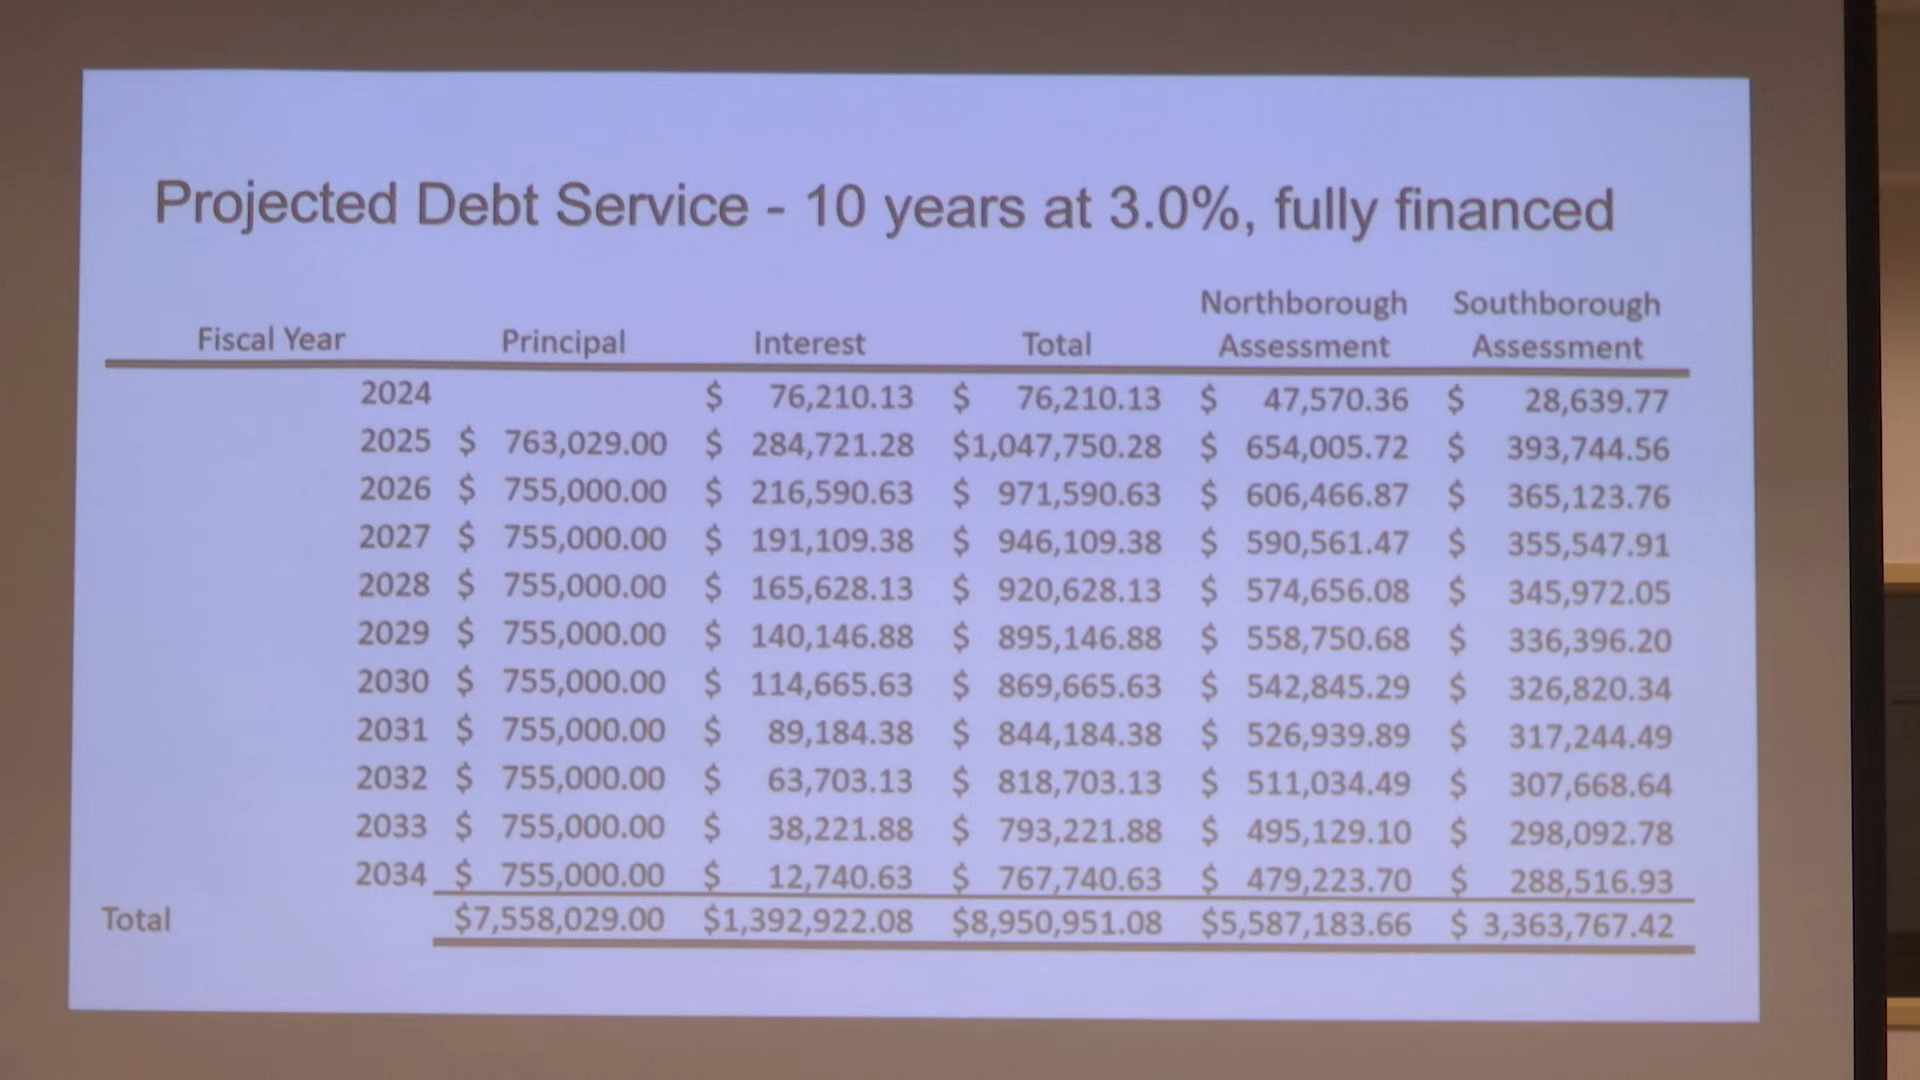 Projected Debt Service - 10 years at 3.0%, fully financed
Northborough Southborough
Fiscal Year Principal Interest Total Assessment Assessment
2024 $ 76,210.13 $ 76,210.13 $ 47,570.36 $ 28,639.77
2025 $ 763,029.00 $ 284,721.28 $1,047,750.28 $ 654,005.72 $ 393,744.56
2026 $ 755,000.00 $ 216,590.63 $ 971,590.63 $ 606,466.87 $ 365,123.76
2027 $ 755,000.00 $ 191,109.38 $ 946,109.38 $ 590,561.47 $ 355,547.91
2028 $ 755,000.00 $ 165,628.13 $ 920,628.13 $ 574,656.08 $ 345,972.05
2029 $ 755,000.00 $ 140,146.88 $ 895,146.88 $ 558,750.68 $ 336,396.20
2030 $ 755,000.00 $ 114,665.63 $ 869,665.63 $ 542,845.29 $ 326,820.34
2031 $ 755,000.00 $ 89,184.38 $ 844,184.38 $ 526,939.89 $ 317,244.49
2032 $ 755,000.00 $ 63,703.13 $ 818,703.13 $ 511,034.49 $ 307,668.64
2033 $ 755,000.00 $ 38,221.88 $ 793,221.88 $ 495,129.10 $ 298,092.78
2034 $ 755,000.00 $ 12,740.63 $ 767,740.63 $ 479,223.70 $ 288,516.93
Total $7,558,029.00 $1,392,922.08 $8,950,951.08 $5,587,183.66 $ 3,363,767.42